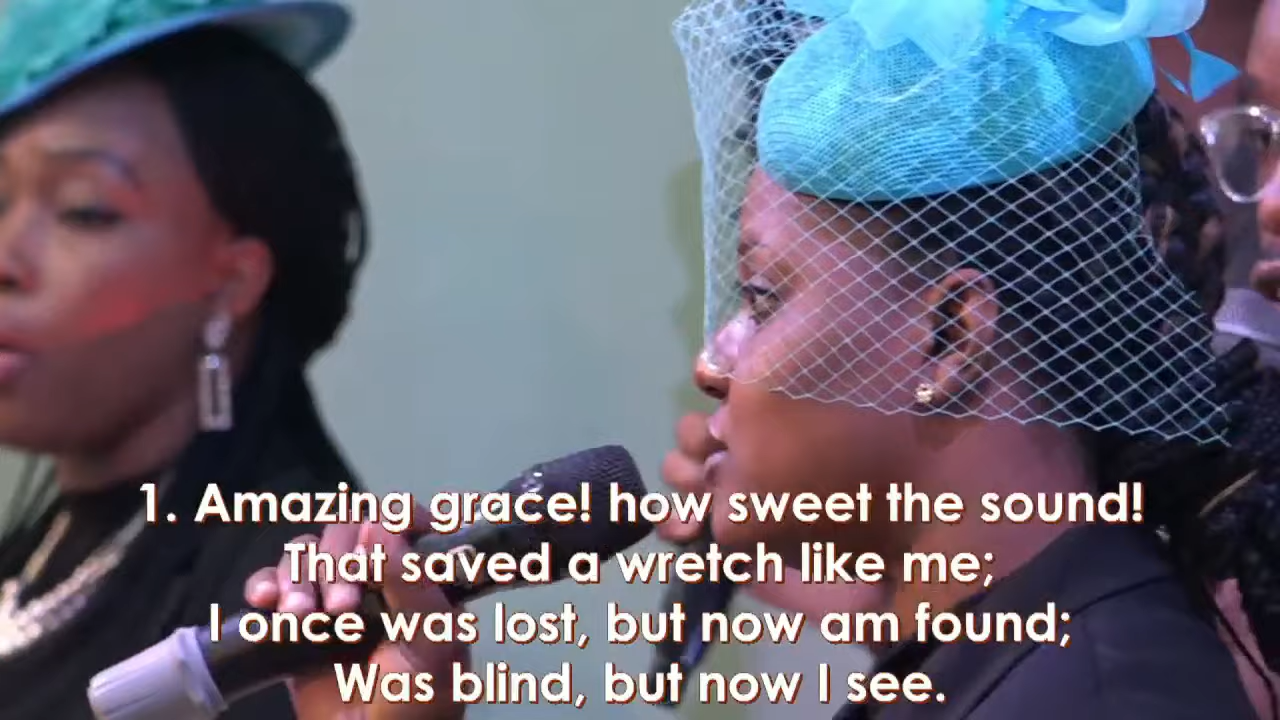 1. Amazing grace! how sweet the sound!
That saved a wretch like me;
I once was lost, but now am found;
Was blind, but now I see.